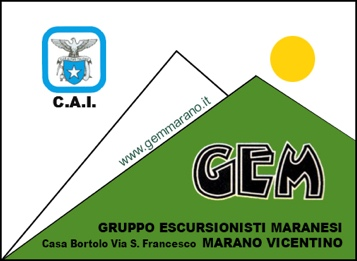 C.A.I.
www.gemmarano.it
GEM
GRUPPO ESCURSIONISTI MARANESI
Casa Bortolo Via S. Francesco MARANO VICENTINO